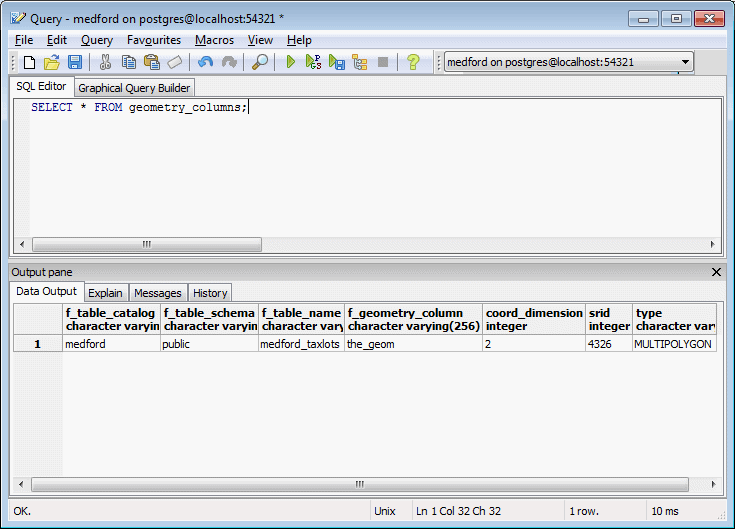 Query - medford on postgres@localhost:54321 *
File Edit Query Favourites Macros View Help
medford on postgres@localhost:54321
SQL Editor Graphical Query Builder
SELECT * FROM geometry_columns;
Output pane
Data Output Explain Messages History
f_table_catalog f_table_schema f_table_name f_geometry_column coord_dimension srid type
character varyin character varyin character vary character varying(256) integer integer character vary
1 medford public medford_taxlots the_geom 2 4326 MULTIPOLYGON
OK. Unix Ln 1 Col 32 Ch 32 1 row. 10 ms